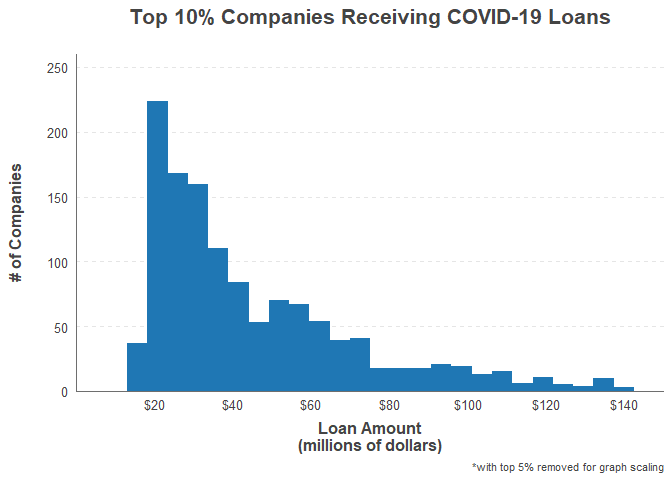 Top 10% Companies Receiving COVID-19 Loans
# of Companies
250
200
150
100
50
0
$20 $40 $60 $80 $100 $120 $140
Loan Amount
(millions of dollars)
*with top 5% removed for graph scaling